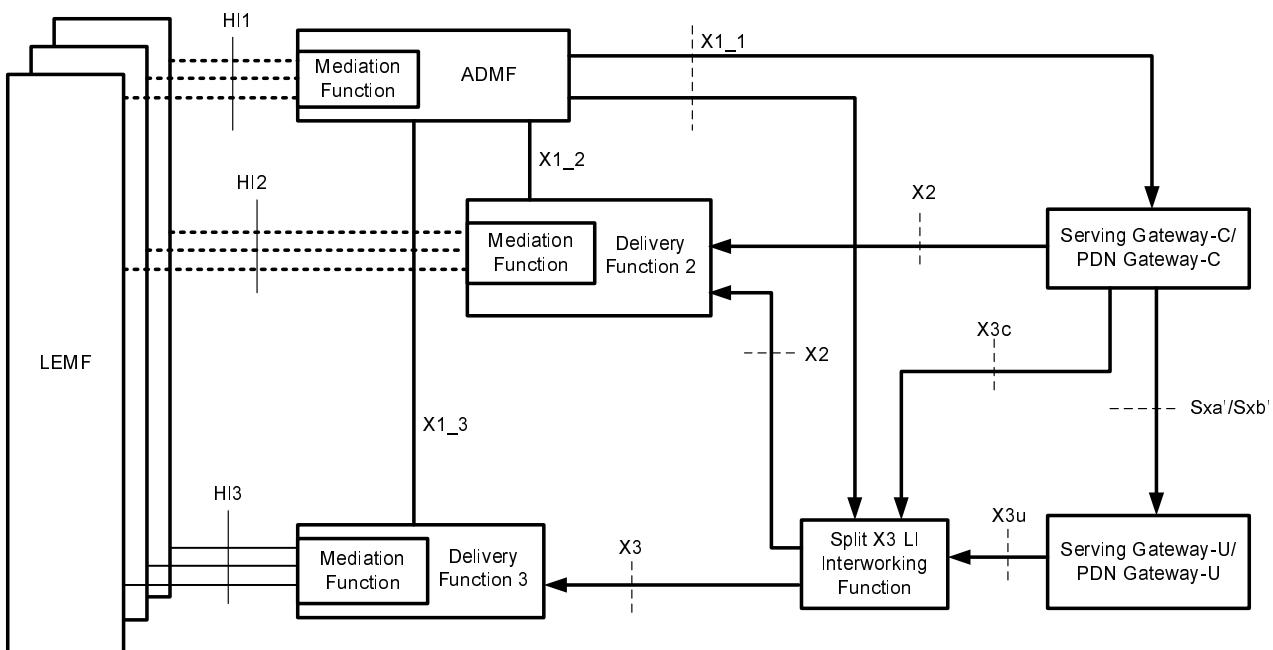 HI1
X1_1
Mediation
Function
ADMF
X1_2
HI2
X2
Mediation
Function
Delivery
Function 2
Serving Gateway-C/
PDN Gateway-C
X3c
X2
LEMF
Sxa'/Sxb'
X1_3
HI3
X3
X3u
Mediation
Function
Delivery
Function 3
Split X3 LI
Interworking
Function
Serving Gateway-U/
PDN Gateway-U